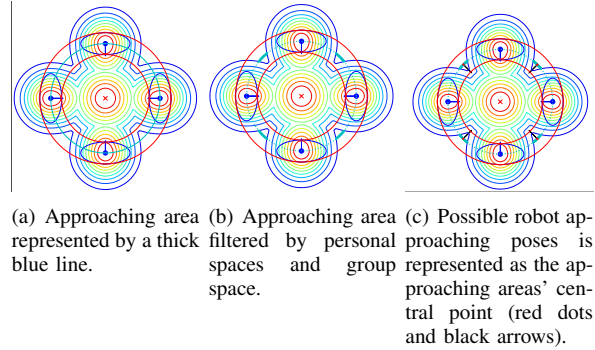 (a) Approaching area
represented by a thick
blue line.
(b) Approaching area
filtered by personal
spaces and group
space.
(c) Possible robot ap-
proaching poses is
represented as the ap-
proaching areas' cen-
tral point (red dots
and black arrows).